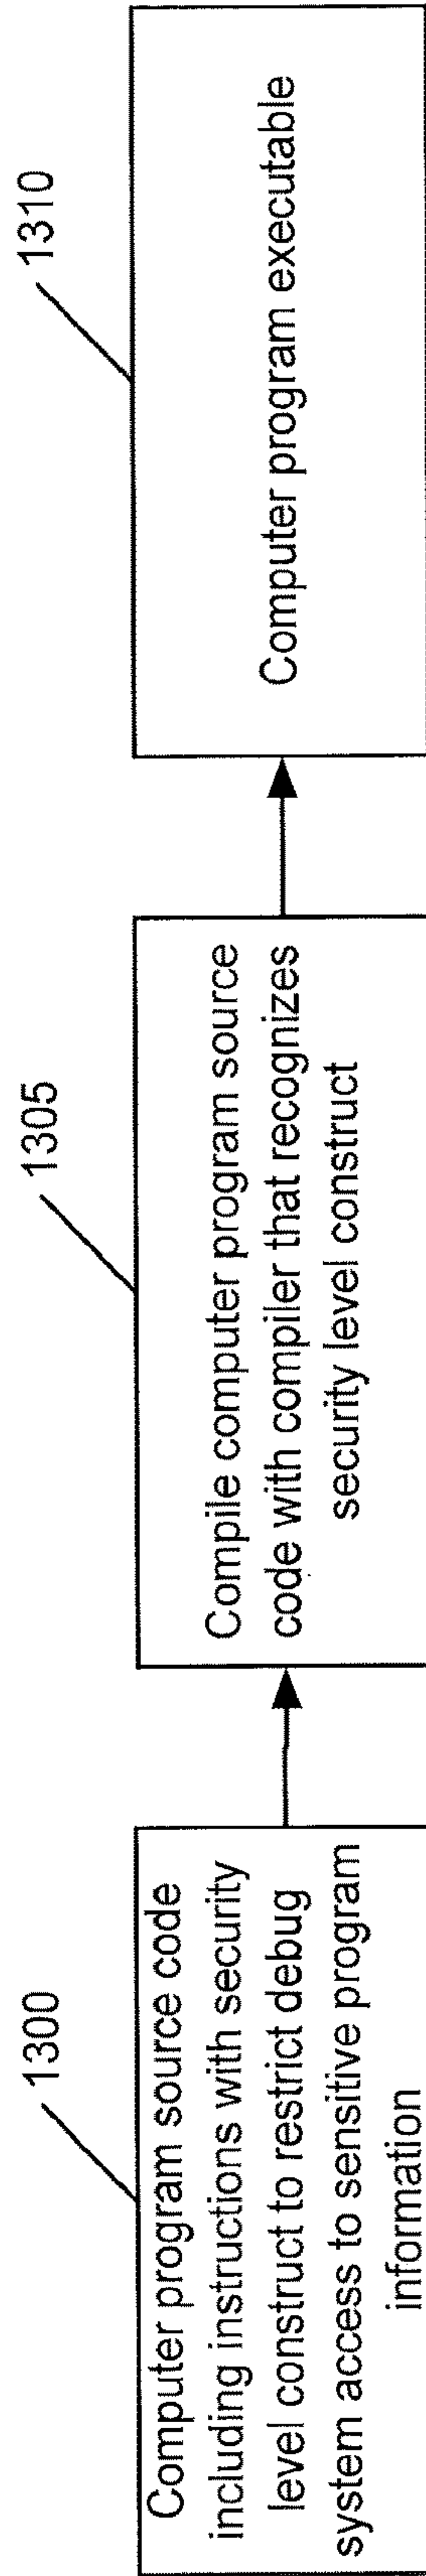 1300
Computer program source code
including instructions with security
level construct to restrict debug
system access to sensitive program
information
1305
Compile computer program source
code with compiler that recognizes
security level construct
1310
Computer program executable